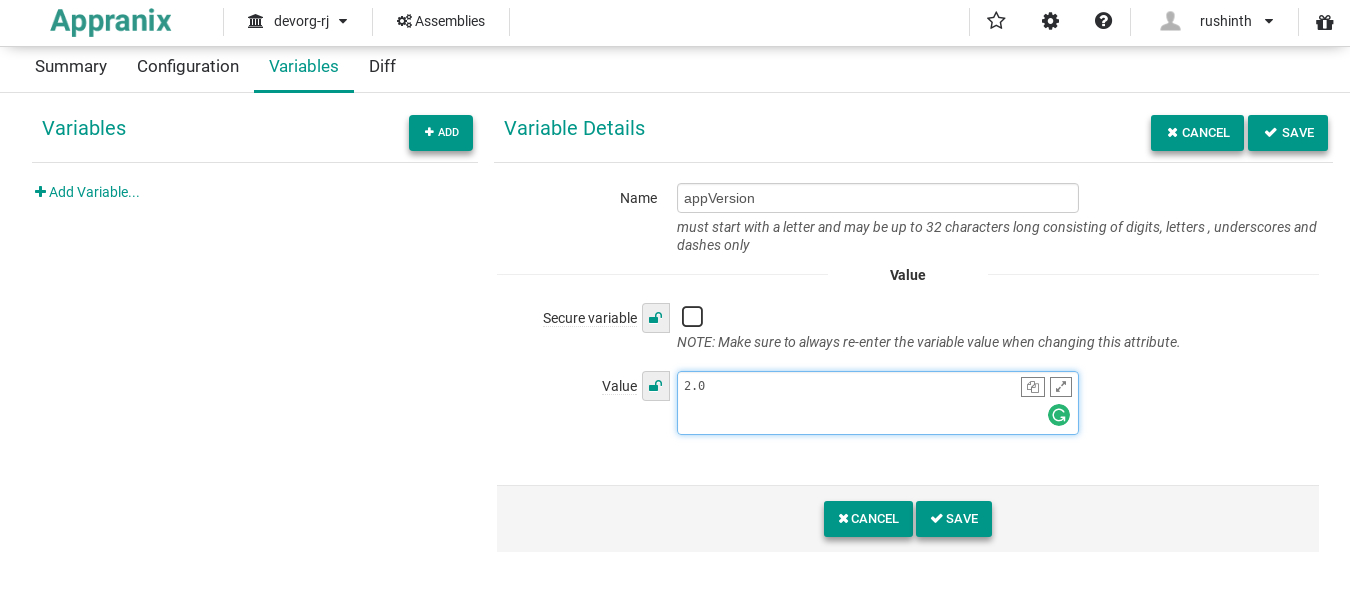 Appranix
devorg-rj
Assemblies
rushinth
Summary Configuration Variables Diff
Variables
ADD
Variable Details
CANCEL SAVE
Add Variable...
Name
appVersion
must start with a letter and may be up to 32 characters long consisting of digits, letters , underscores and
dashes only
Value
Secure variable
NOTE: Make sure to always re-enter the variable value when changing this attribute.
Value
2.0
CANCEL SAVE